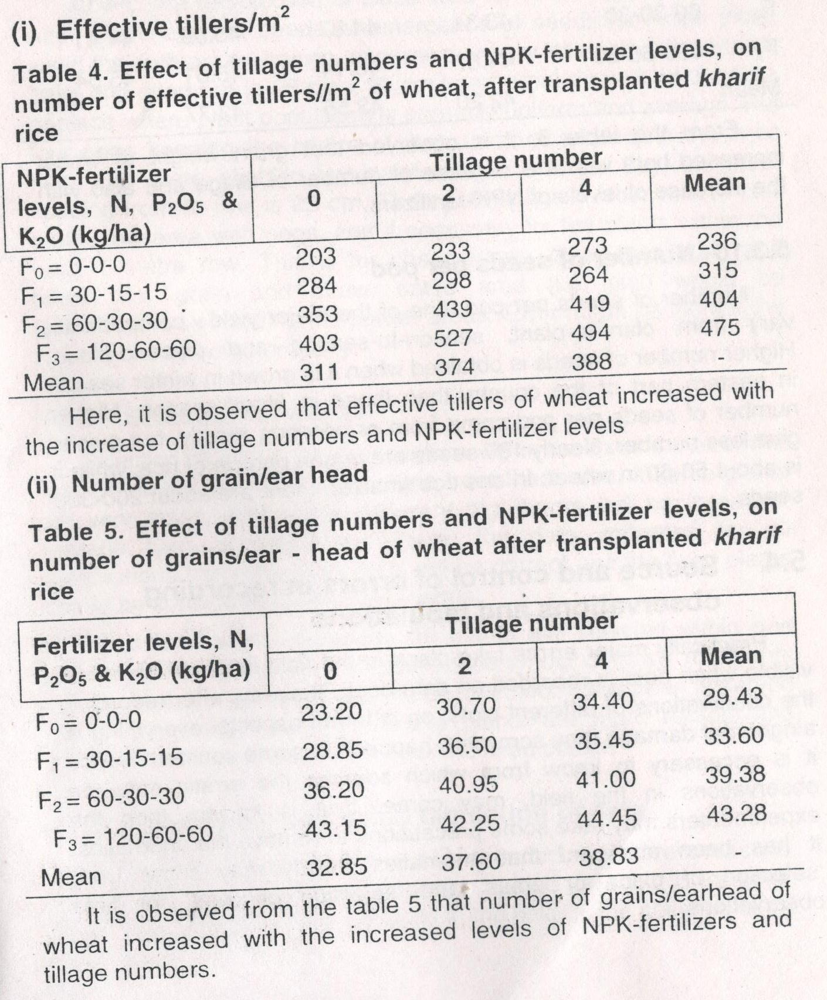 (i) Effective tillers/m²
Table 4. Effect of tillage numbers and NPK-fertilizer levels, on
number of effective tillers//m² of wheat, after transplanted kharif
rice
NPK-fertilizer levels, N, P₂O₅ & K₂O (kg/ha) Tillage number
0 2 4 Mean
F₀ = 0-0-0 203 233 273 236
F₁ = 30-15-15 284 298 264 315
F₂ = 60-30-30 353 439 419 404
F₃ = 120-60-60 403 527 494 475
Mean 311 374 388 -
Here, it is observed that effective tillers of wheat increased with
the increase of tillage numbers and NPK-fertilizer levels
(ii) Number of grain/ear head
Table 5. Effect of tillage numbers and NPK-fertilizer levels, on
number of grains/ear - head of wheat after transplanted kharif
rice
Fertilizer levels, N, P₂O₅ & K₂O (kg/ha) Tillage number
0 2 4 Mean
F₀ = 0-0-0 23.20 30.70 34.40 29.43
F₁ = 30-15-15 28.85 36.50 35.45 33.60
F₂ = 60-30-30 36.20 40.95 41.00 39.38
F₃ = 120-60-60 43.15 42.25 44.45 43.28
Mean 32.85 37.60 38.83 -
It is observed from the table 5 that number of grains/earhead of
wheat increased with the increased levels of NPK-fertilizers and
tillage numbers.